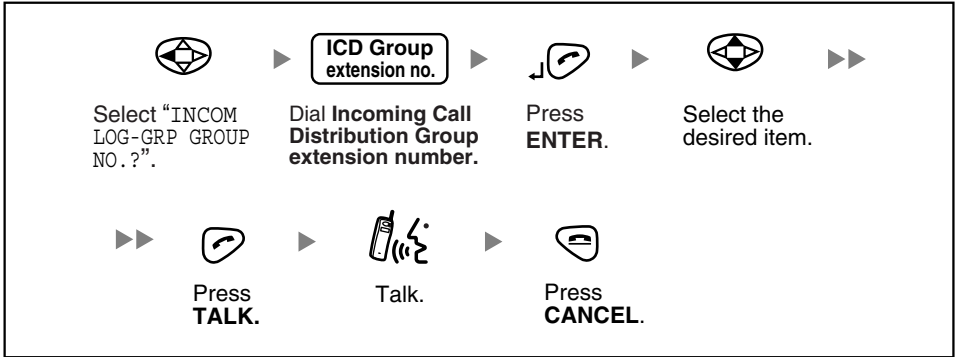 ICD Group
extension no.
Select “INCOM
LOG-GRP GROUP
NO.?”.
Dial Incoming Call
Distribution Group
extension number.
Press
ENTER.
Select the
desired item.
Press
TALK.
Talk.
Press
CANCEL.